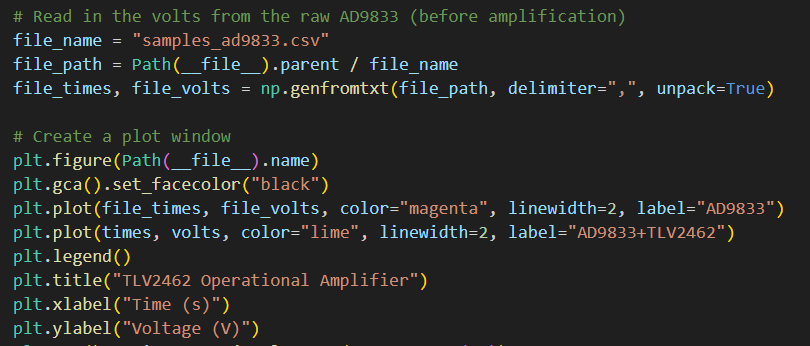 # Read in the volts from the raw AD9833 (before amplification)
file_name = "samples_ad9833.csv"
file_path = Path(__file__).parent / file_name
file_times, file_volts = np.genfromtxt(file_path, delimiter=",", unpack=True)

# Create a plot window
plt.figure(Path(__file__).name)
plt.gca().set_facecolor("black")
plt.plot(file_times, file_volts, color="magenta", linewidth=2, label="AD9833")
plt.plot(times, volts, color="lime", linewidth=2, label="AD9833+TLV2462")
plt.legend()
plt.title("TLV2462 Operational Amplifier")
plt.xlabel("Time (s)")
plt.ylabel("Voltage (V)")